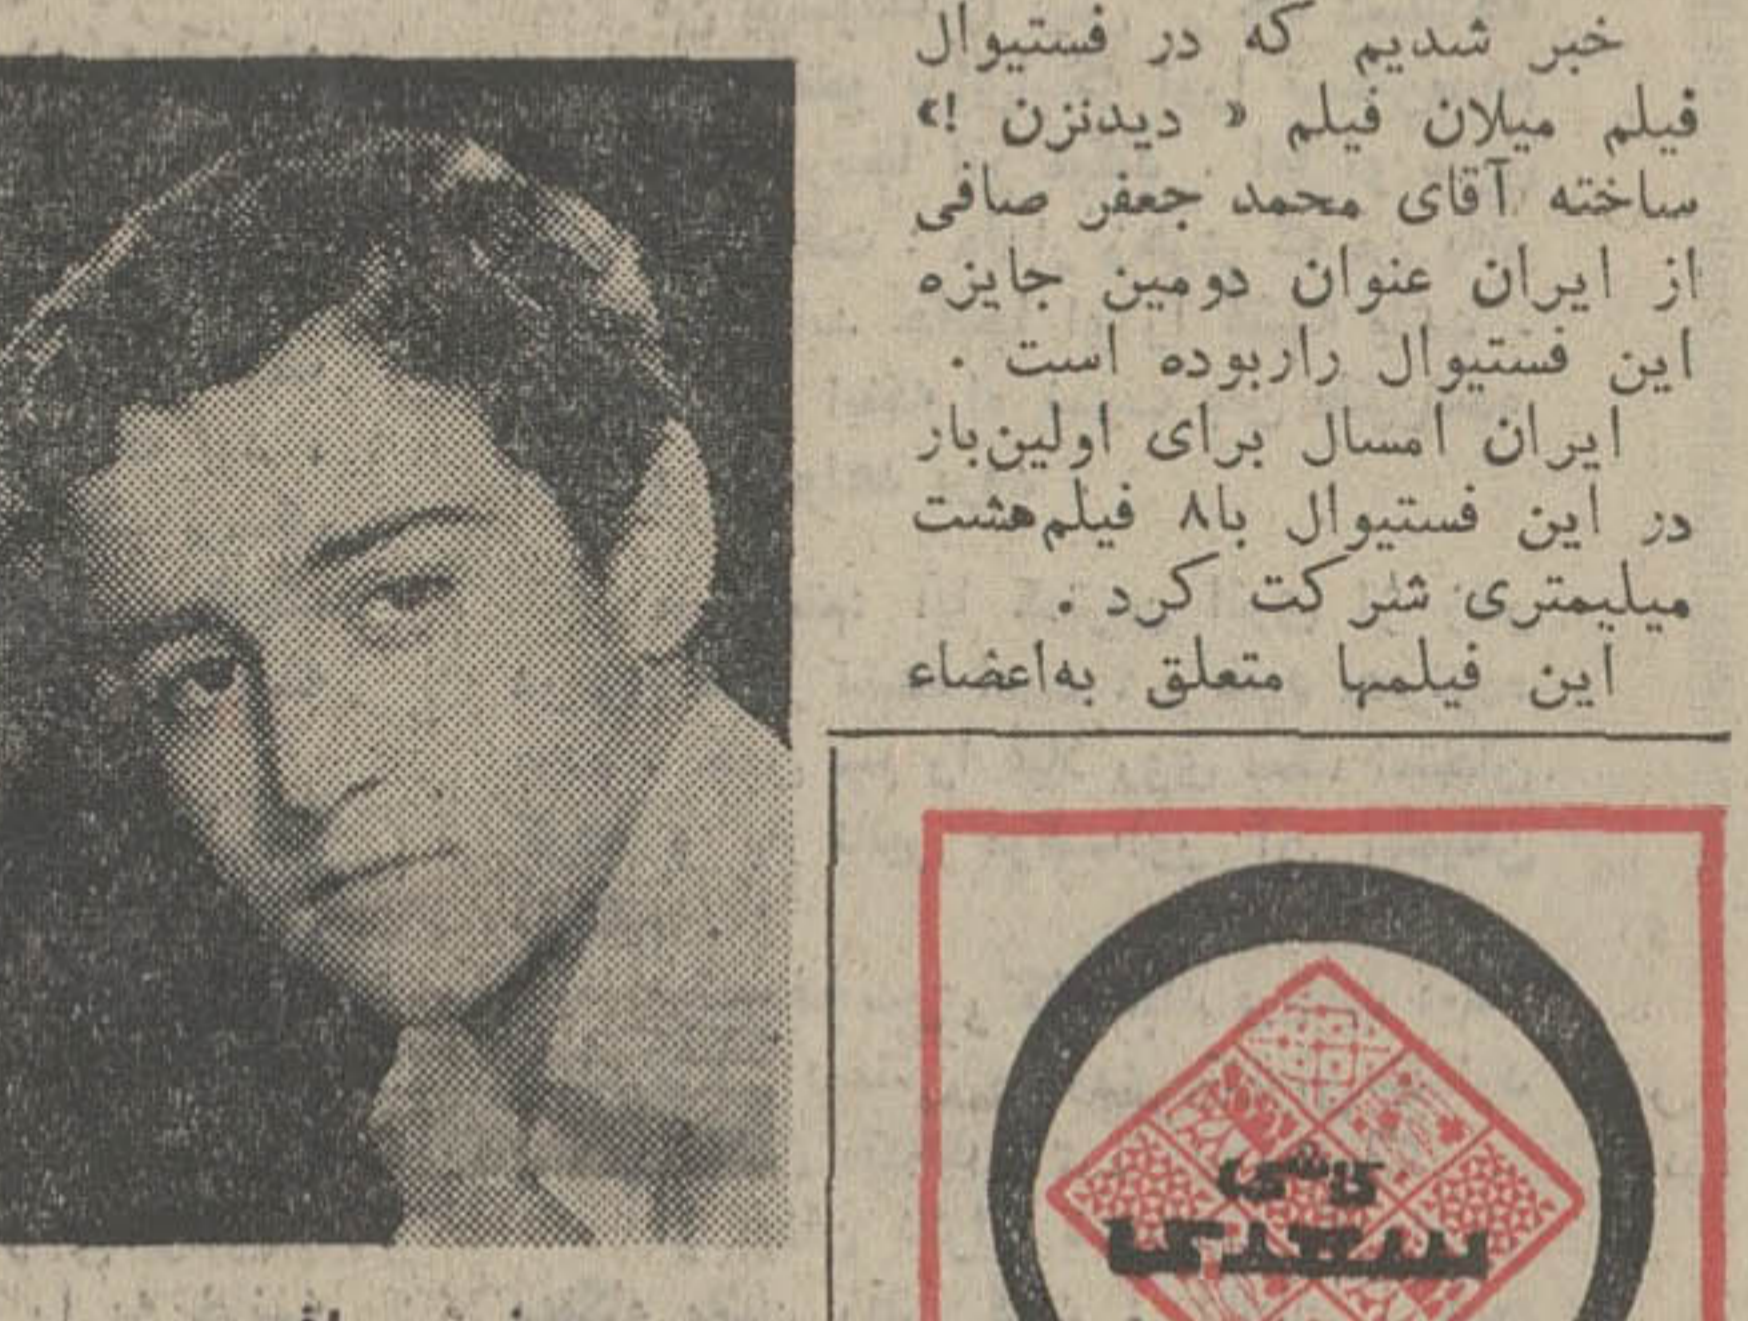 خبر شدیم که در فستیوال
فیلم میلان فیلم « دیدنزن !»
ساخته آقای محمد جعفر صافی
از ایران عنوان دومین جایزه
این فستیوال راربوده است .
ایران امسال برای اولین‌بار
در این فستیوال با۸ فیلم‌هشت
میلیمتری شرکت کرد .
این فیلمها متعلق به‌اعضاء
کاشی
سعدی